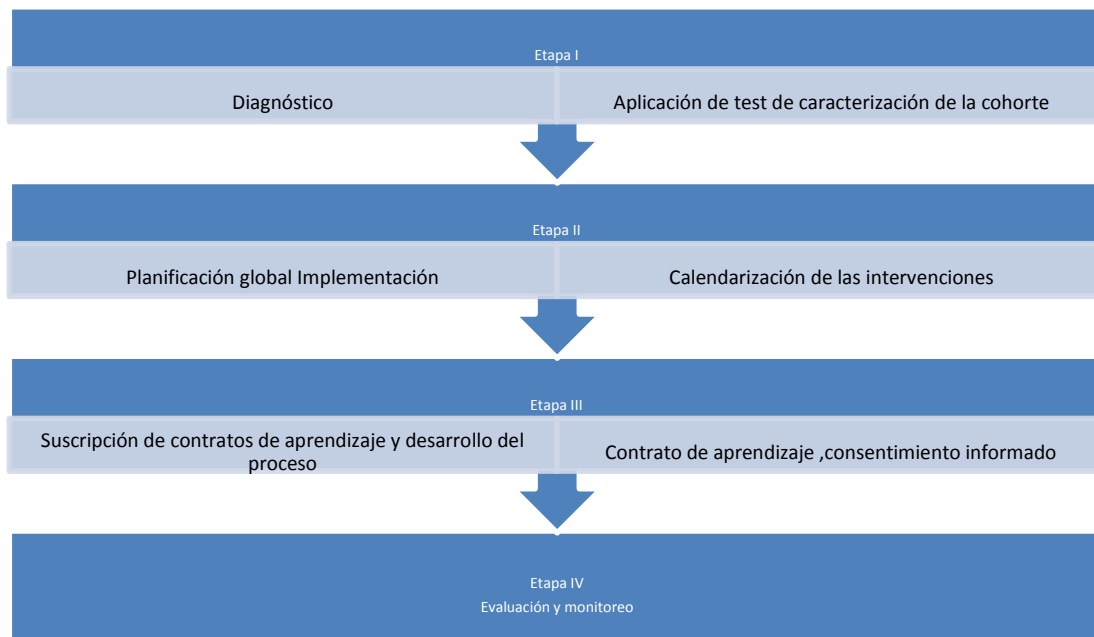 Etapa I
Diagnóstico
Aplicación de test de caracterización de la cohorte
Etapa II
Planificación global Implementación
Calendarización de las intervenciones
Etapa III
Suscripción de contratos de aprendizaje y desarrollo del
proceso
Contrato de aprendizaje ,consentimiento informado
Etapa IV
Evaluación y monitoreo